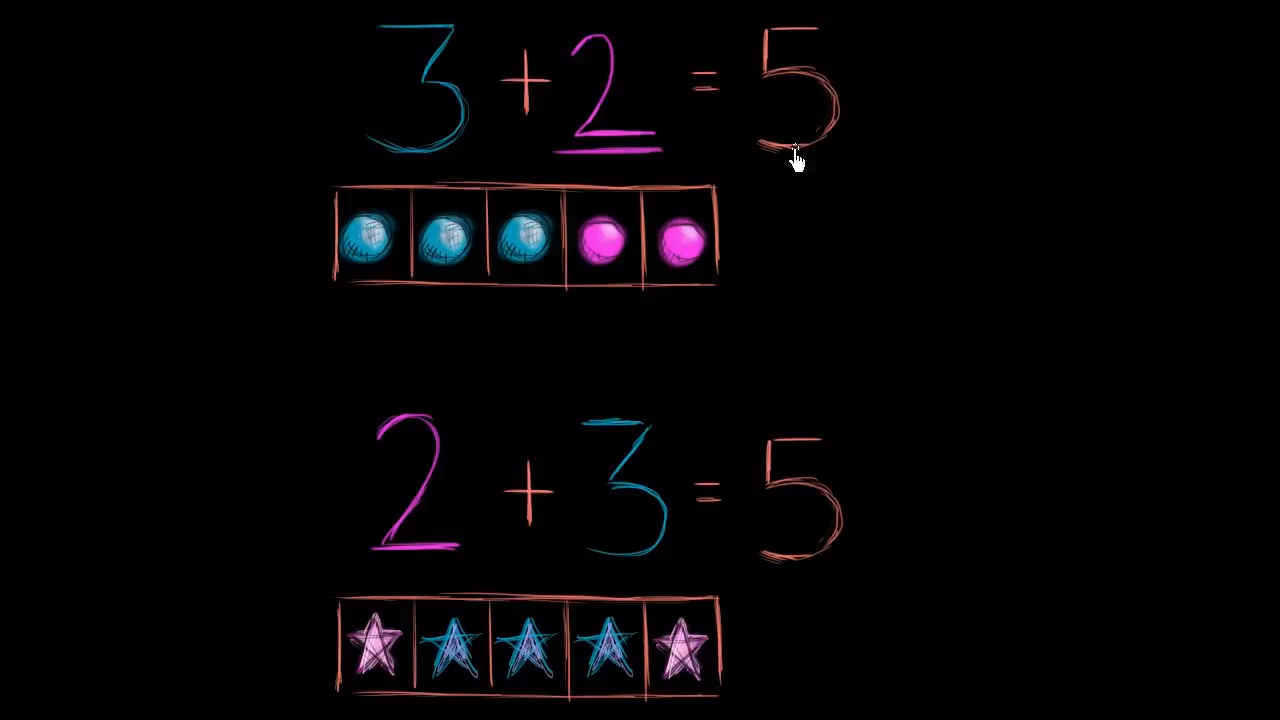 3 + 2 = 5
2 + 3 = 5